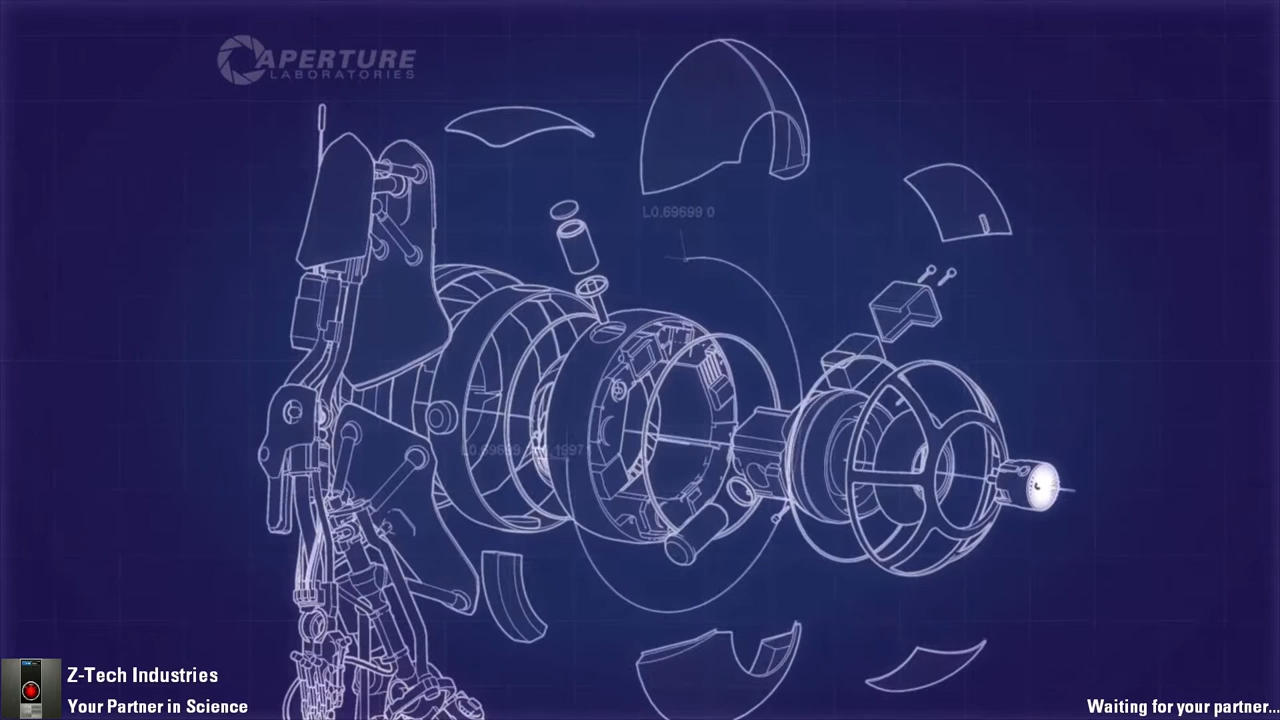 APERTURE
LABORATORIES
L0.69699 0
Z-Tech Industries
Your Partner in Science
Waiting for your partner...